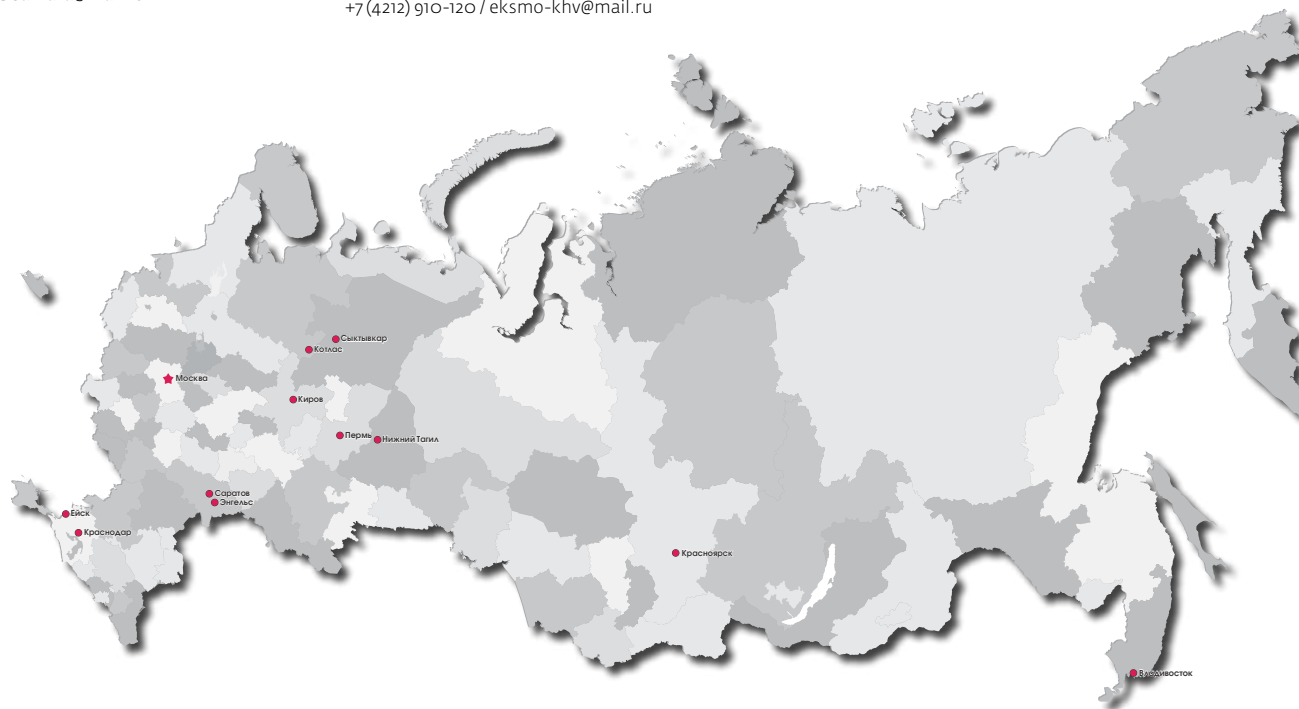 +7 (4212) 910-120 / eksmo-khv@mail.ru
Сыктывкар
Котлас
Москва
Киров
Пермь
Нижний Тагил
Саратов
Энгельс
Ейск
Краснодар
Красноярск
Владивосток